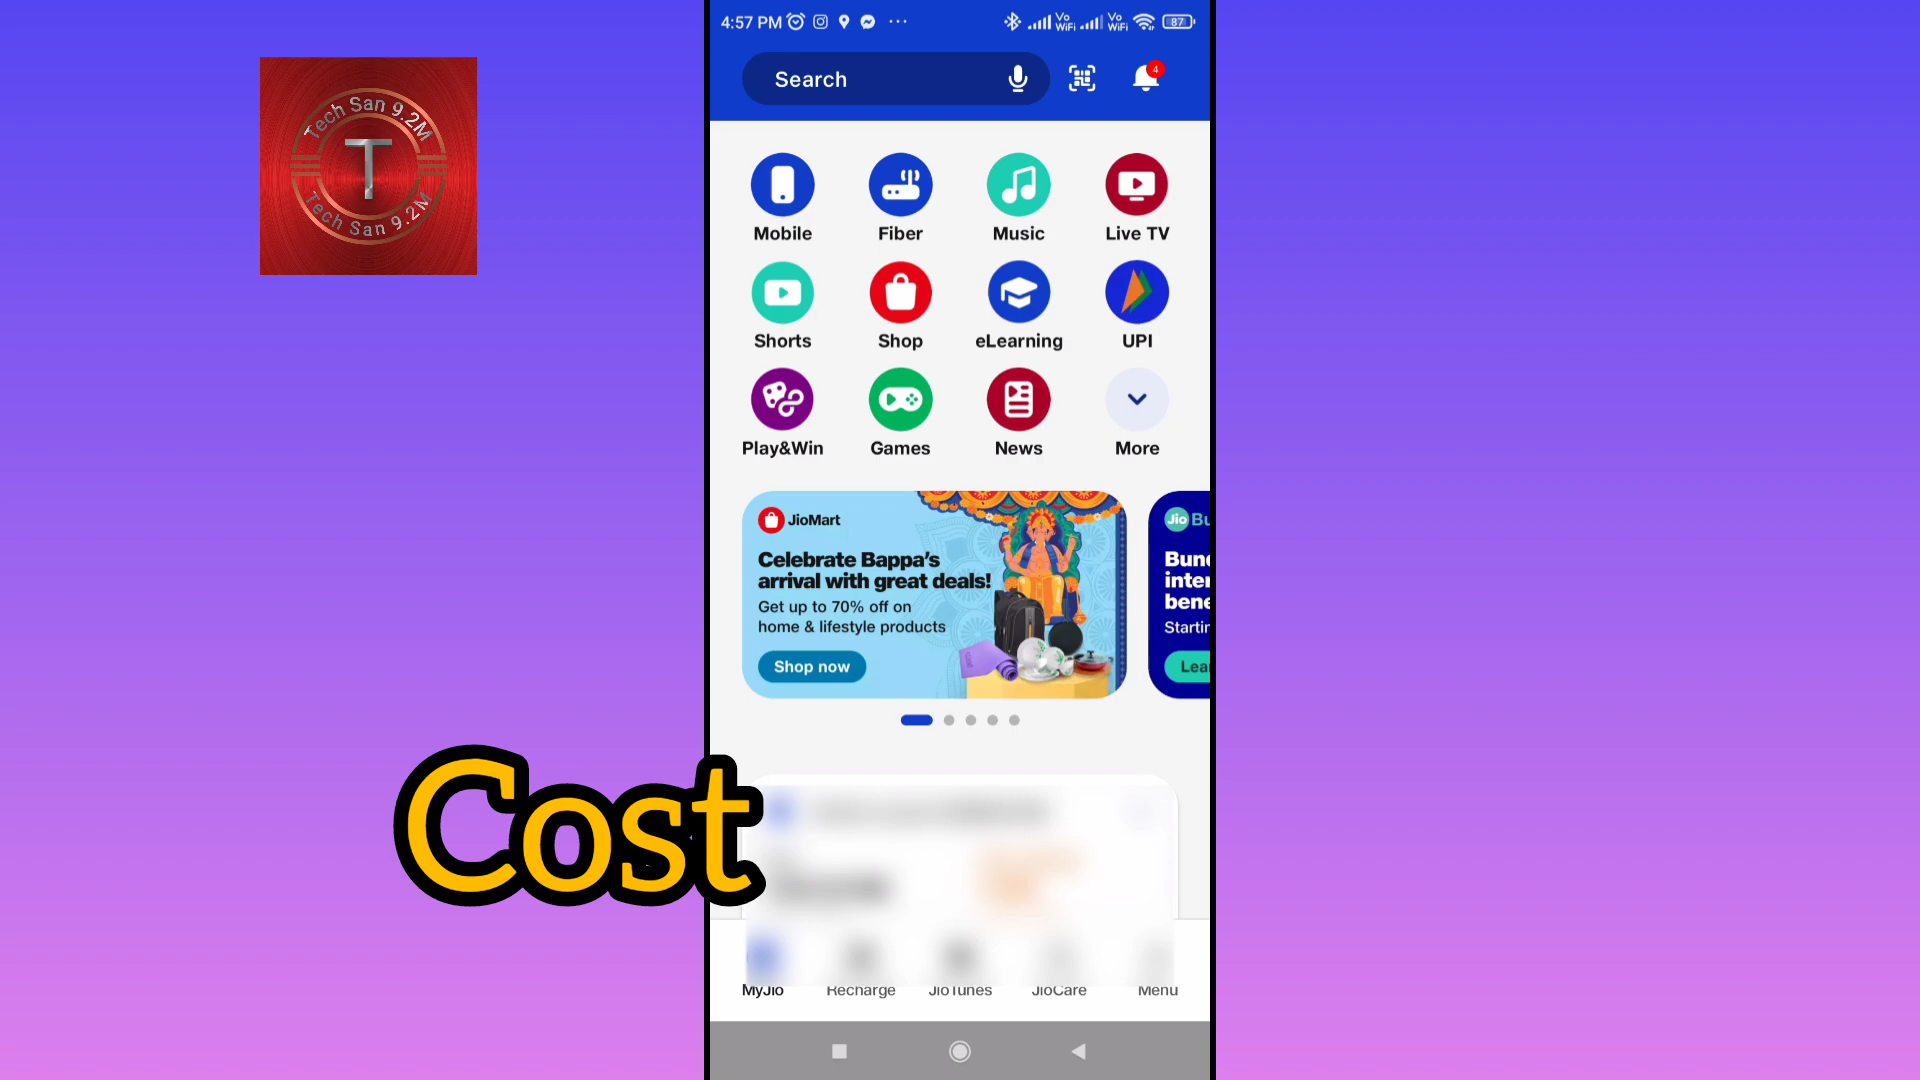 4:57 PM
Vo
WiFi
Vo
WiFi
87
Tech San 9.2M
T
Tech San 9.2M
Search
4
Mobile
Fiber
Music
Live TV
Shorts
Shop
eLearning
UPI
Play&Win
Games
News
More
JioMart
Celebrate Bappa's
arrival with great deals!
Get up to 70% off on
home & lifestyle products
Shop now
Jio
Cost
MyJio
Recharge
JioTunes
JioCare
Menu